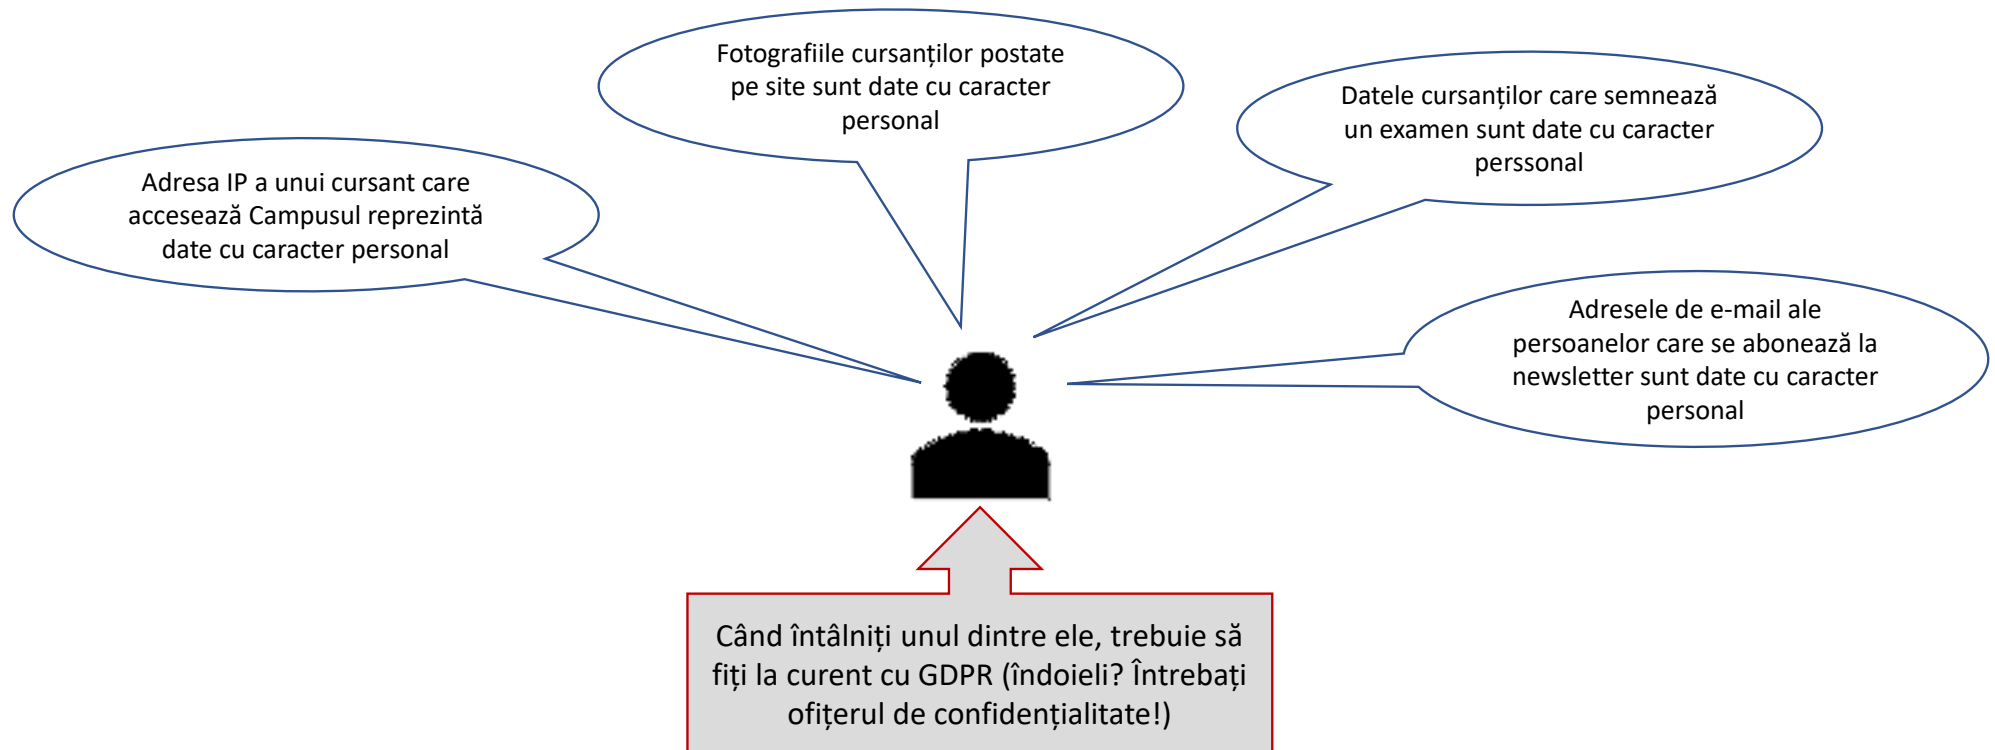 Fotografiile cursanților postate
pe site sunt date cu caracter
personal
Datele cursanților care semnează
un examen sunt date cu caracter
perssonal
Adresa IP a unui cursant care
accesează Campusul reprezintă
date cu caracter personal
Adresele de e-mail ale
persoanelor care se abonează la
newsletter sunt date cu caracter
personal
Când întâlniți unul dintre ele, trebuie să
fiți la curent cu GDPR (îndoieli? Întrebați
ofițerul de confidențialitate!)